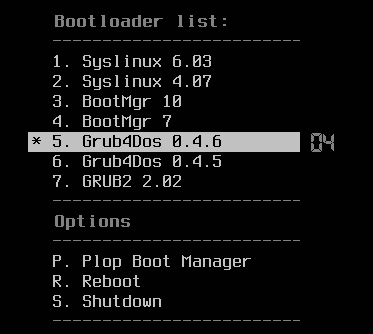 Bootloader list:
-------------------------
1. Syslinux 6.03
2. Syslinux 4.07
3. BootMgr 10
4. BootMgr 7
* 5. Grub4Dos 0.4.6 04
6. Grub4Dos 0.4.5
7. GRUB2 2.02
-------------------------
Options
-------------------------
P. Plop Boot Manager
R. Reboot
S. Shutdown
-------------------------